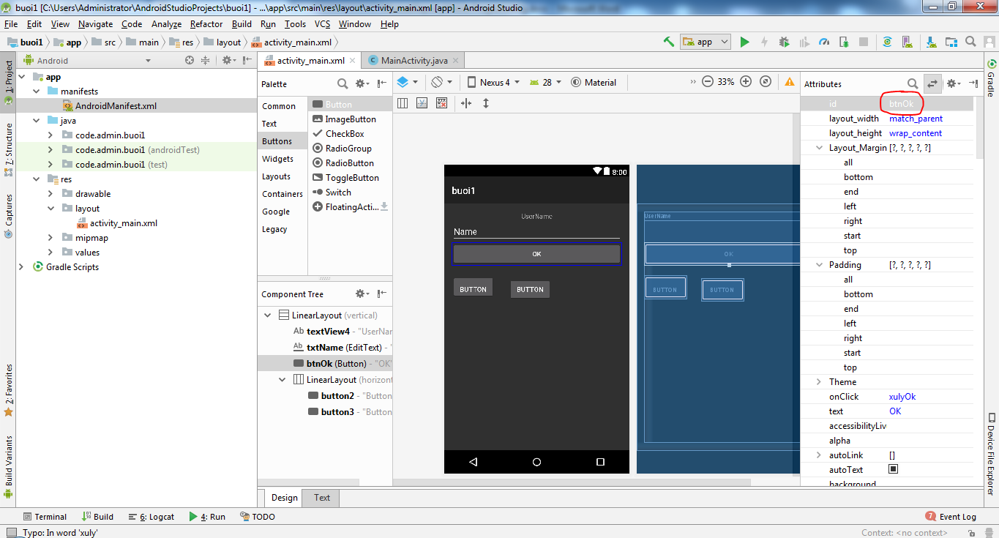 buoi1 [C:\Users\Administrator\AndroidStudioProjects\buoi1] - ...\app\src\main\res\layout\activity_main.xml [app] - Android Studio
File Edit View Navigate Code Analyze Refactor Build Run Tools VCS Window Help
buoi1 app src main res layout activity_main.xml
app
1: Project
7: Structure
Captures
2: Favorites
Build Variants
Android
app
manifests
AndroidManifest.xml
java
code.admin.buoi1
code.admin.buoi1 (androidTest)
code.admin.buoi1 (test)
res
drawable
layout
activity_main.xml
mipmap
values
Gradle Scripts
activity_main.xml
MainActivity.java
Palette
Common
Text
Buttons
Widgets
Layouts
Containers
Google
Legacy
Button
ImageButton
CheckBox
RadioGroup
RadioButton
ToggleButton
Switch
FloatingActi...
Component Tree
LinearLayout (vertical)
Ab textView4 - "UserNar
Ab txtName (EditText) - "
btnOk (Button) - "OK"
LinearLayout (horizont
button2 - "Button
button3 - "Button
Nexus 4
28
Material
33%
8:00
buoi1
UserName
Name
OK
BUTTON
BUTTON
UserName
OK
BUTTON
BUTTON
Design
Text
Attributes
id btnOk
layout_width match_parent
layout_height wrap_content
Layout_Margin [?, ?, ?, ?, ?]
all
bottom
end
left
right
start
top
Padding [?, ?, ?, ?, ?]
all
bottom
end
left
right
start
top
Theme
onClick xulyOk
text OK
accessibilityLiv
alpha
autoLink []
autoText
background
Gradle
Device File Explorer
Terminal
Build
6: Logcat
4: Run
TODO
7 Event Log
Typo: In word 'xuly'
Context: <no context>